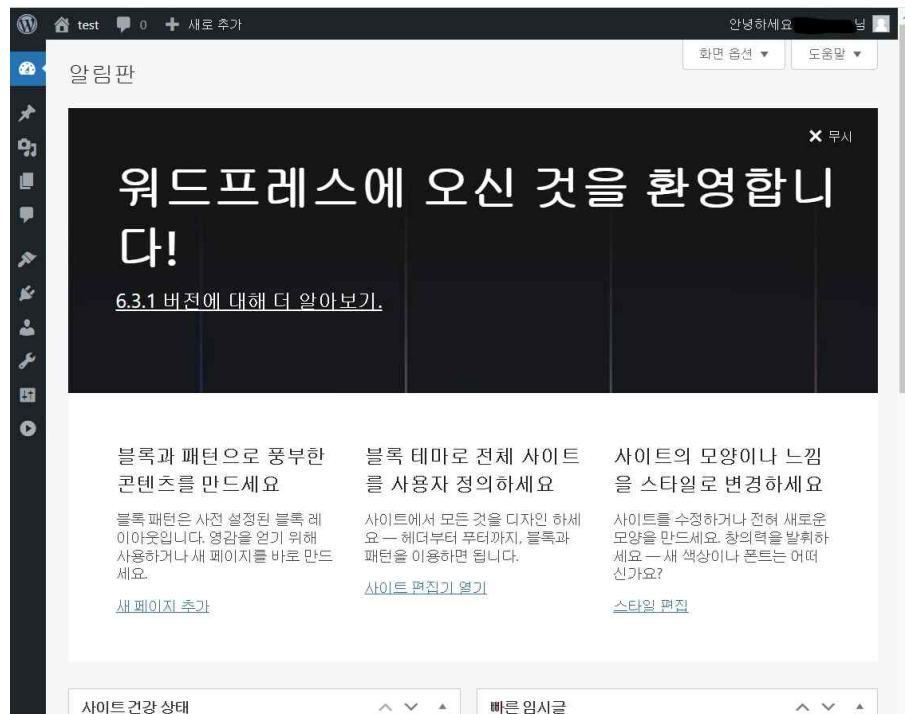 test 0 새로 추가 안녕하세요 님
화면 옵션 ▼ 도움말 ▼
알림판
무시
워드프레스에 오신 것을 환영합니
다!
6.3.1 버전에 대해 더 알아보기.
블록과 패턴으로 풍부한
콘텐츠를 만드세요
블록 패턴은 사전 설정된 블록 레
이아웃입니다. 영감을 얻기 위해
사용하거나 새 페이지를 바로 만드
세요.
새 페이지 추가
블록 테마로 전체 사이트
를 사용자 정의하세요
사이트에서 모든 것을 디자인 하세
요 — 헤더부터 푸터까지, 블록과
패턴을 이용하면 됩니다.
사이트 편집기 열기
사이트의 모양이나 느낌
을 스타일로 변경하세요
사이트를 수정하거나 전혀 새로운
모양을 만드세요. 창의력을 발휘하
세요 — 새 색상이나 폰트는 어떠
신가요?
스타일 편집
사이트 건강 상태
빠른 임시글